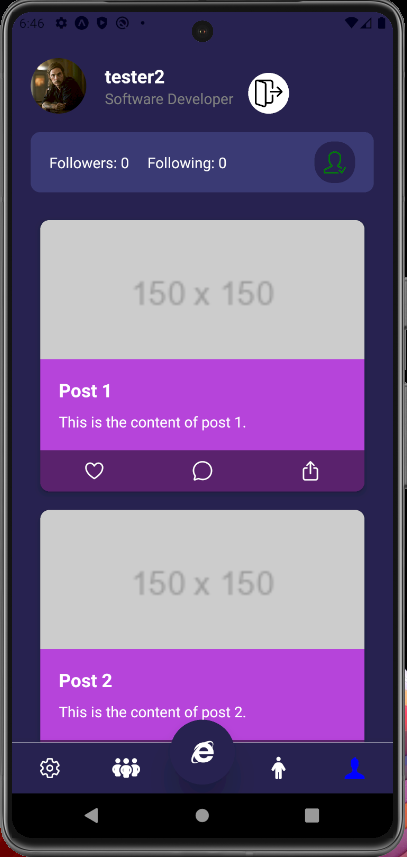 6:46
tester2
Software Developer
Followers: 0 Following: 0
150 x 150
Post 1
This is the content of post 1.
150 x 150
Post 2
This is the content of post 2.